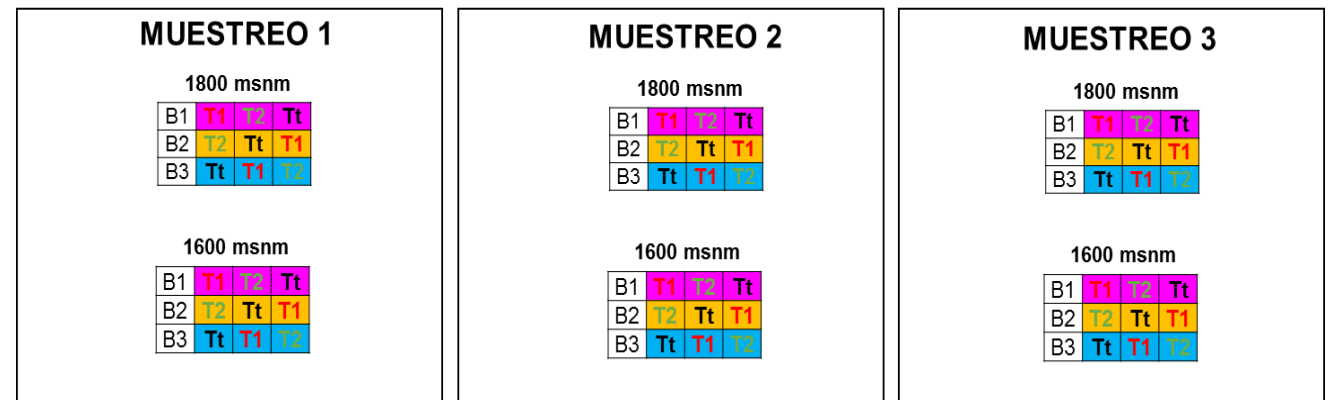 MUESTREO 1
1800 msnm
B1 T1 T2 Tt
B2 T2 Tt T1
B3 Tt T1 T2
1600 msnm
B1 T1 T2 Tt
B2 T2 Tt T1
B3 Tt T1 T2
MUESTREO 2
1800 msnm
B1 T1 T2 Tt
B2 T2 Tt T1
B3 Tt T1 T2
1600 msnm
B1 T1 T2 Tt
B2 T2 Tt T1
B3 Tt T1 T2
MUESTREO 3
1800 msnm
B1 T1 T2 Tt
B2 T2 Tt T1
B3 Tt T1 T2
1600 msnm
B1 T1 T2 Tt
B2 T2 Tt T1
B3 Tt T1 T2